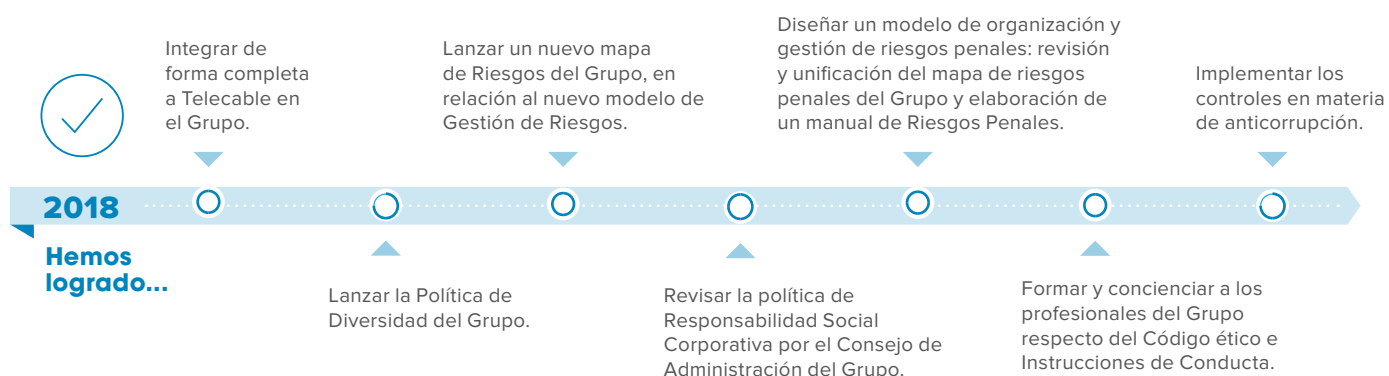 Integrar de
forma completa
a Telecable en
el Grupo.
Lanzar un nuevo mapa
de Riesgos del Grupo, en
relación al nuevo modelo de
Gestión de Riesgos.
Diseñar un modelo de organización y
gestión de riesgos penales: revisión
y unificación del mapa de riesgos
penales del Grupo y elaboración de
un manual de Riesgos Penales.
Implementar los
controles en materia
de anticorrupción.
2018
Hemos
logrado...
Lanzar la Política de
Diversidad del Grupo.
Revisar la política de
Responsabilidad Social
Corporativa por el Consejo de
Administración del Grupo.
Formar y concienciar a los
profesionales del Grupo
respecto del Código ético e
Instrucciones de Conducta.